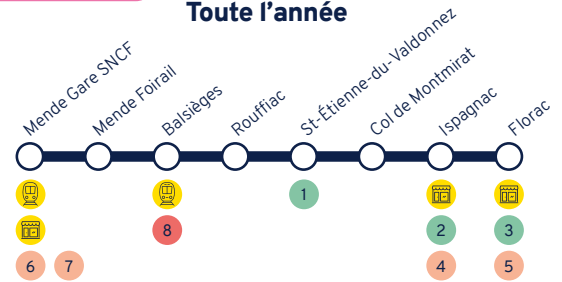 Toute l'année
Mende Gare SNCF
Mende Foirail
Balsièges
Rouffiac
St-Étienne-du-Valdonnez
Col de Montmirat
Ispagnac
Florac
1
8
2
3
6
7
4
5